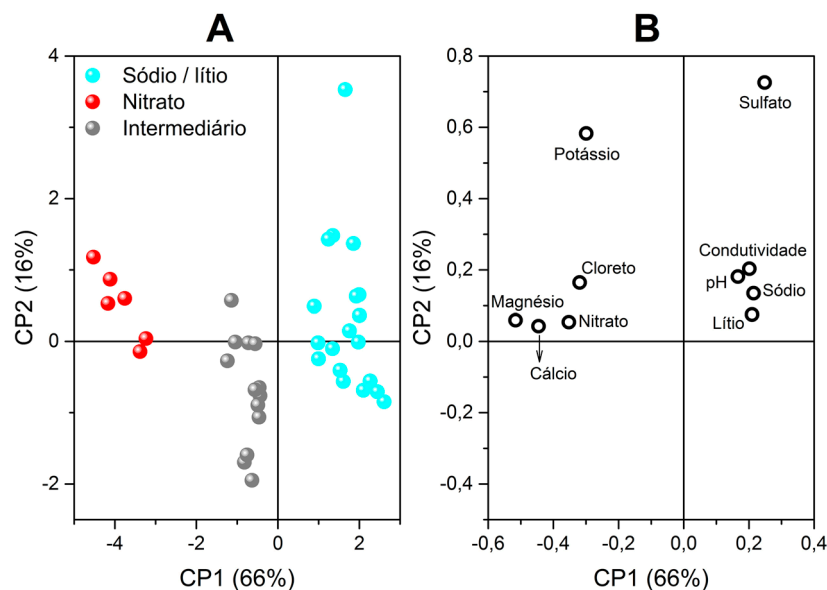 A
4
2
0
-2
CP2 (16%)
Sódio / lítio
Nitrato
Intermediário
-4
-2
0
2
CP1 (66%)
B
0,8
0,6
0,4
0,2
0,0
-0,2
-0,4
CP2 (16%)
Sulfato
Potássio
Condutividade
Cloreto
pH
Sódio
Magnésio
Nitrato
Lítio
Cálcio
-0,6
-0,4
-0,2
0,0
0,2
0,4
CP1 (66%)